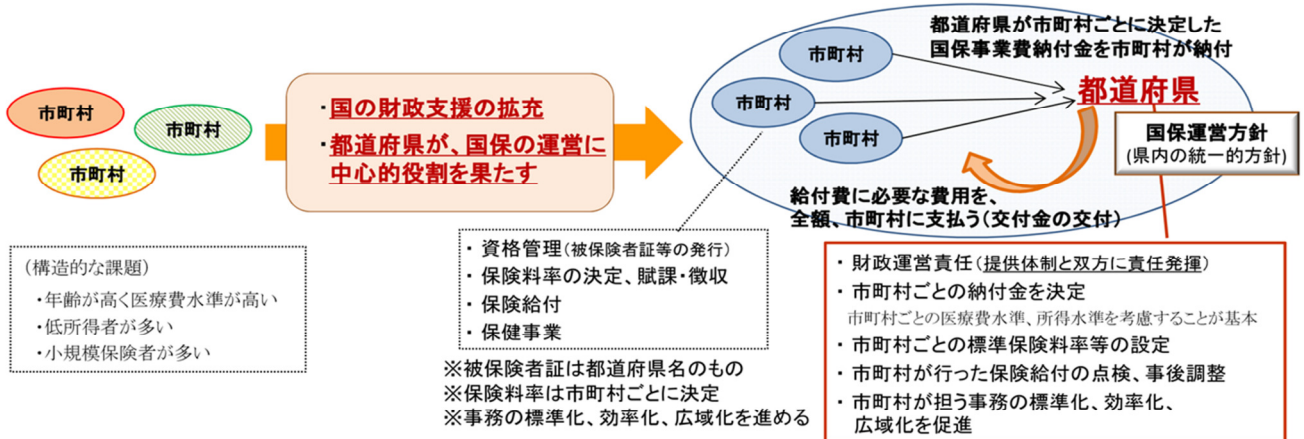 市町村
市町村
市町村
（構造的な課題）
・年齢が高く医療費水準が高い
・低所得者が多い
・小規模保険者が多い
・国の財政支援の拡充
・都道府県が、国保の運営に
中心的役割を果たす
市町村
市町村
市町村
都道府県が市町村ごとに決定した
国保事業費納付金を市町村が納付
都道府県
国保運営方針
(県内の統一的方針)
給付費に必要な費用を、
全額、市町村に支払う（交付金の交付）
・ 資格管理（被保険者証等の発行）
・ 保険料率の決定、賦課・徴収
・ 保険給付
・ 保健事業
※被保険者証は都道府県名のもの
※保険料率は市町村ごとに決定
※事務の標準化、効率化、広域化を進める
・ 財政運営責任（提供体制と双方に責任発揮）
・ 市町村ごとの納付金を決定
市町村ごとの医療費水準、所得水準を考慮することが基本
・ 市町村ごとの標準保険料率等の設定
・ 市町村が行った保険給付の点検、事後調整
・ 市町村が担う事務の標準化、効率化、
広域化を促進